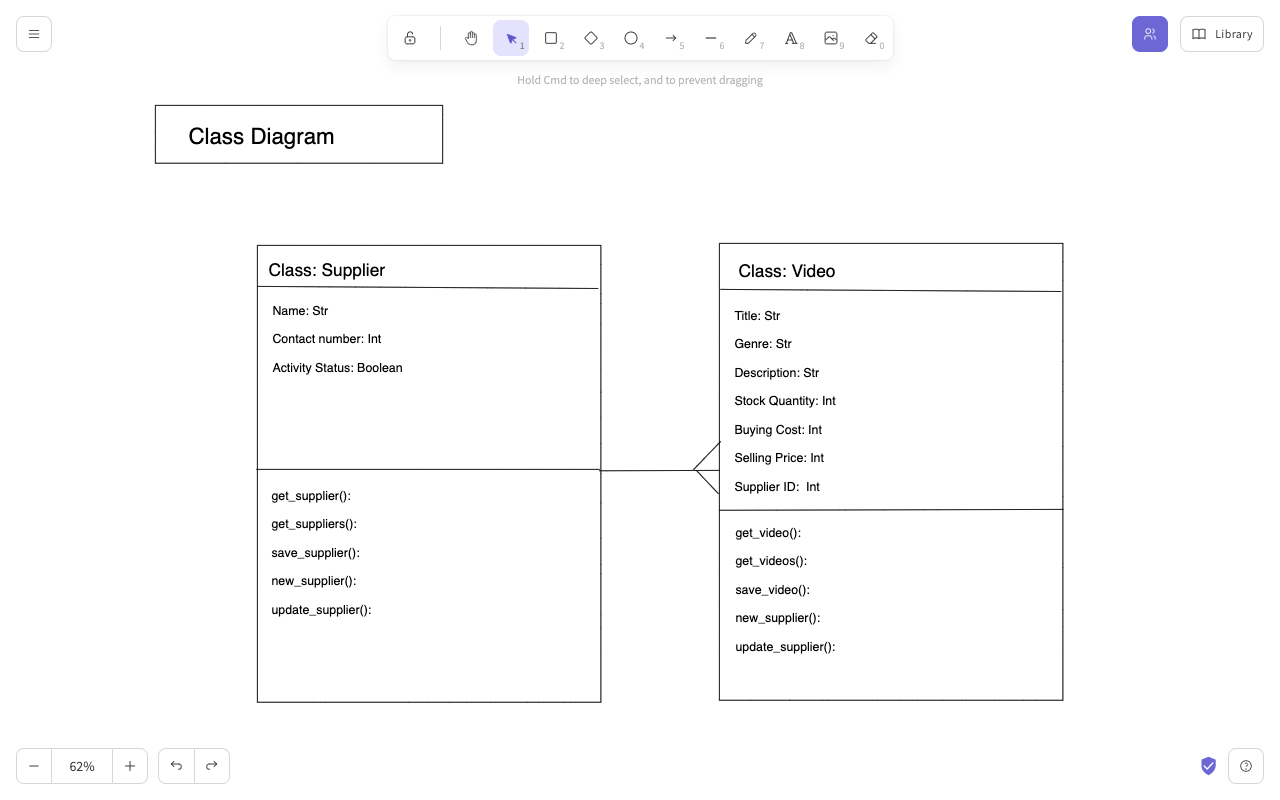 1
2
3
4
5
6
7
8
9
0
Library
Hold Cmd to deep select, and to prevent dragging
Class Diagram
Class: Supplier
Name: Str
Contact number: Int
Activity Status: Boolean
get_supplier():
get_suppliers():
save_supplier():
new_supplier():
update_supplier():
Class: Video
Title: Str
Genre: Str
Description: Str
Stock Quantity: Int
Buying Cost: Int
Selling Price: Int
Supplier ID:  Int
get_video():
get_videos():
save_video():
new_supplier():
update_supplier():
62%